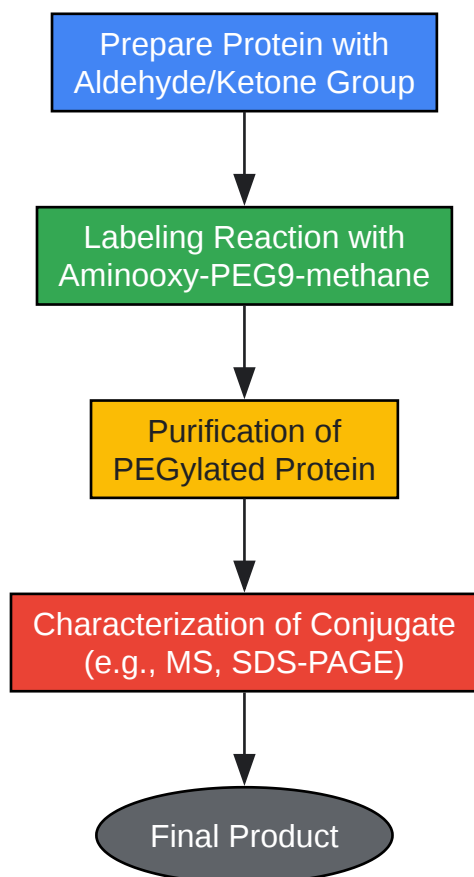 Prepare Protein with
Aldehyde/Ketone Group
Labeling Reaction with
Aminooxy-PEG9-methane
Purification of
PEGylated Protein
Characterization of Conjugate
(e.g., MS, SDS-PAGE)
Final Product